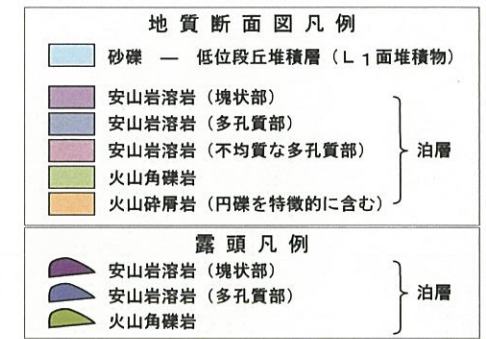 地質断面図凡例
砂礫 ― 低位段丘堆積層（L1面堆積物）
安山岩溶岩（塊状部）
安山岩溶岩（多孔質部）
安山岩溶岩（不均質な多孔質部）
泊層
火山角礫岩
火山砕屑岩（円礫を特徴的に含む）
露頭凡例
安山岩溶岩（塊状部）
安山岩溶岩（多孔質部）
泊層
火山角礫岩